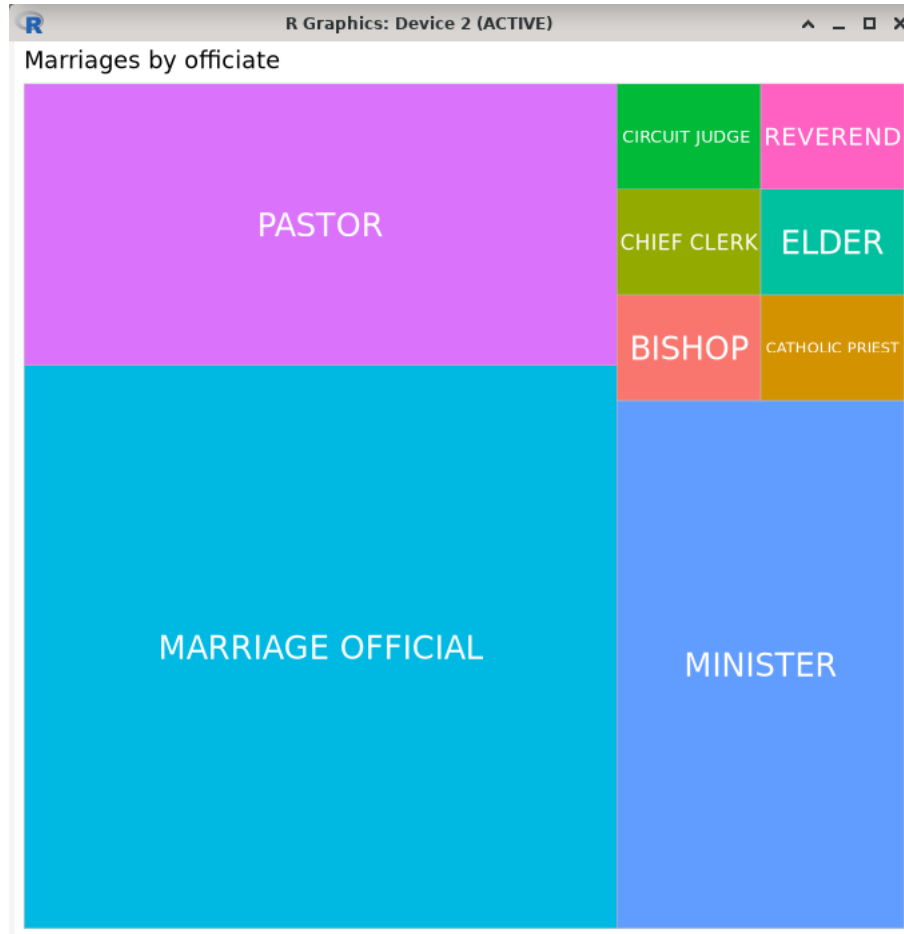 R R Graphics: Device 2 (ACTIVE)
Marriages by officiate
PASTOR
CIRCUIT JUDGE
REVEREND
CHIEF CLERK
ELDER
BISHOP
CATHOLIC PRIEST
MARRIAGE OFFICIAL
MINISTER